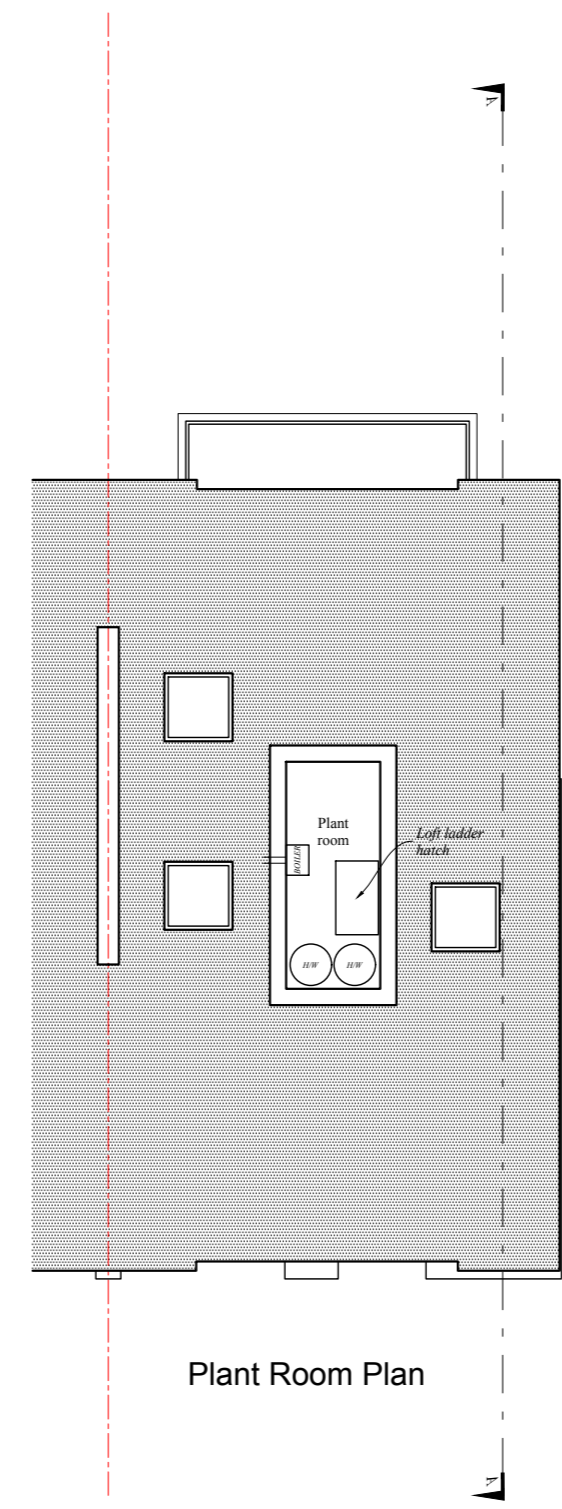 A
Plant
room
Loft ladder
hatch
BOILER
H/W
H/W
Plant Room Plan
A